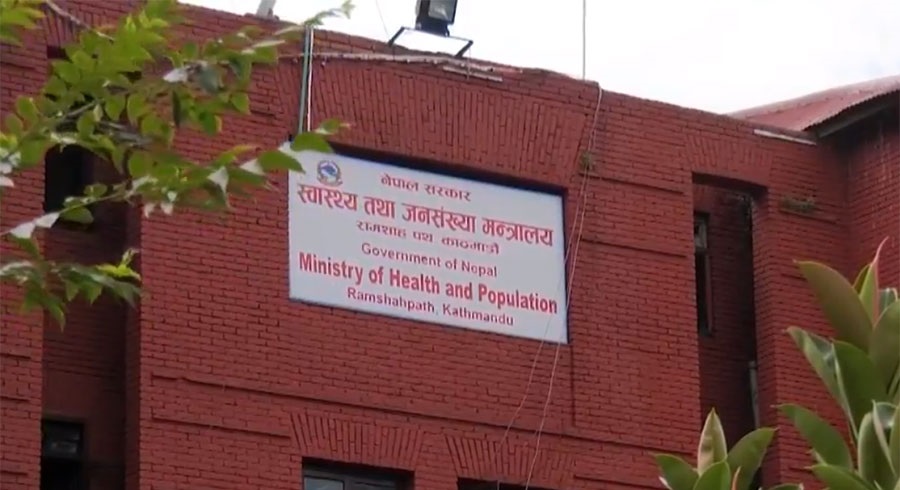 नेपाल सरकार
स्वास्थ्य तथा जनसंख्या मन्त्रालय
रामशाह पथ काठमाडौं
Government of Nepal
Ministry of Health and Population
Ramshahpath, Kathmandu